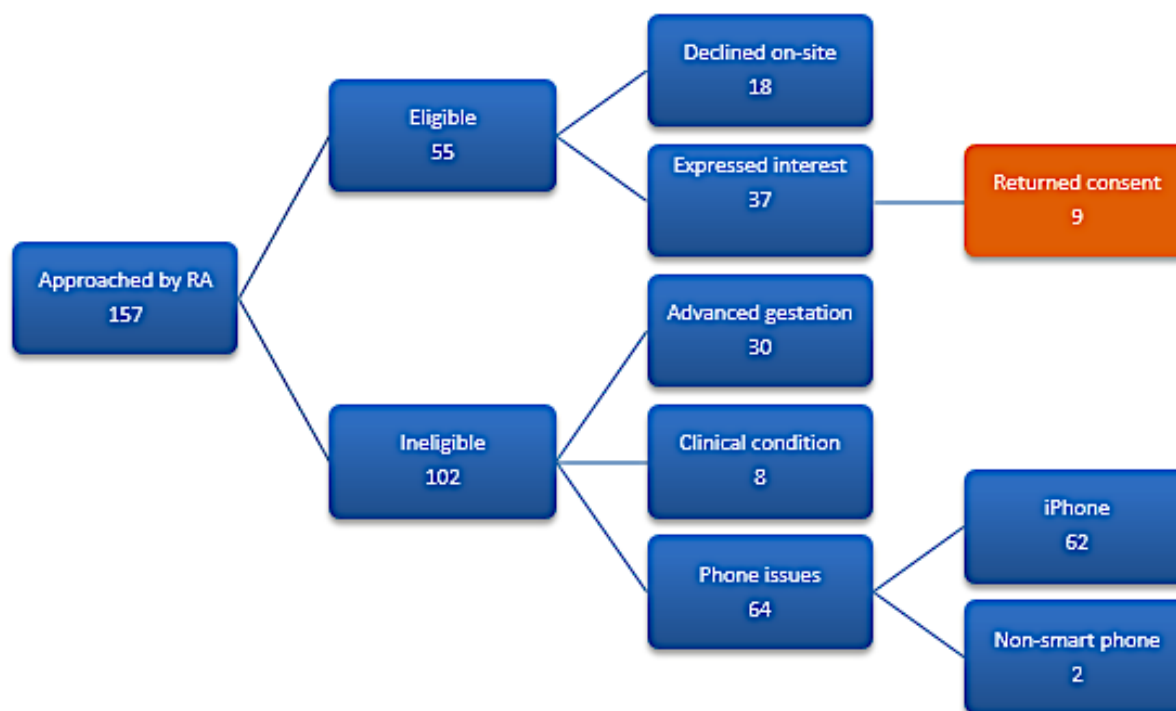 Approached by RA
157
Eligible
55
Ineligible
102
Declined on-site
18
Expressed interest
37
Advanced gestation
30
Clinical condition
8
Phone issues
64
Returned consent
9
iPhone
62
Non-smart phone
2